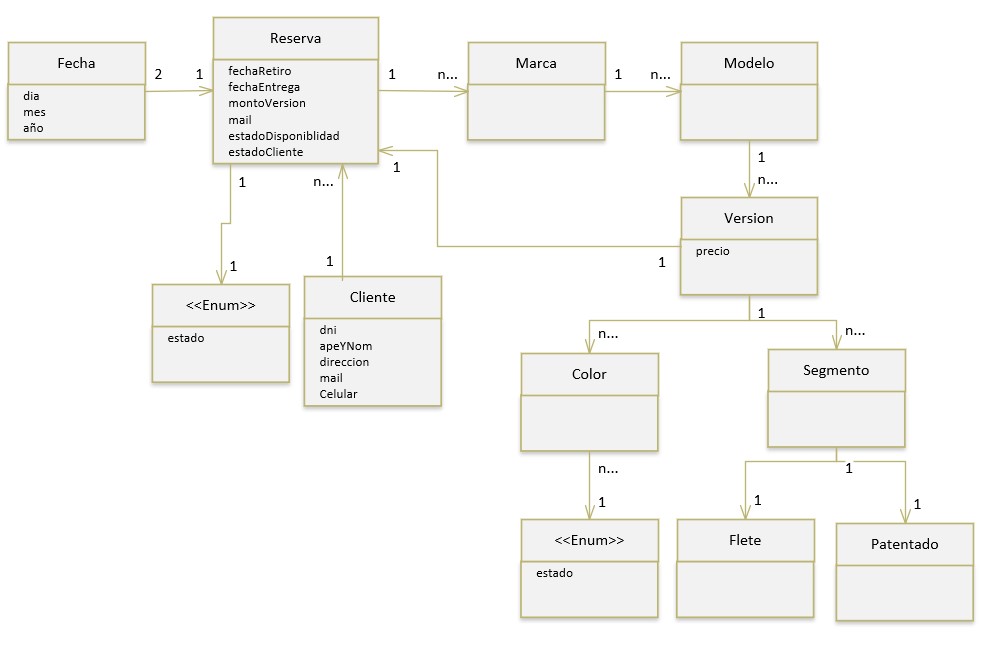 Fecha
dia
mes
año
2
1
Reserva
fechaRetiro
fechaEntrega
montoVersion
mail
estadoDisponiblidad
estadoCliente
1
n...
Marca
1
n...
Modelo
1
n...
Version
precio
1
1
1
1
<<Enum>>
estado
n...
1
Cliente
dni
apeYNom
direccion
mail
Celular
1
n...
Color
n...
Segmento
n...
1
<<Enum>>
estado
1
1
Flete
1
Patentado